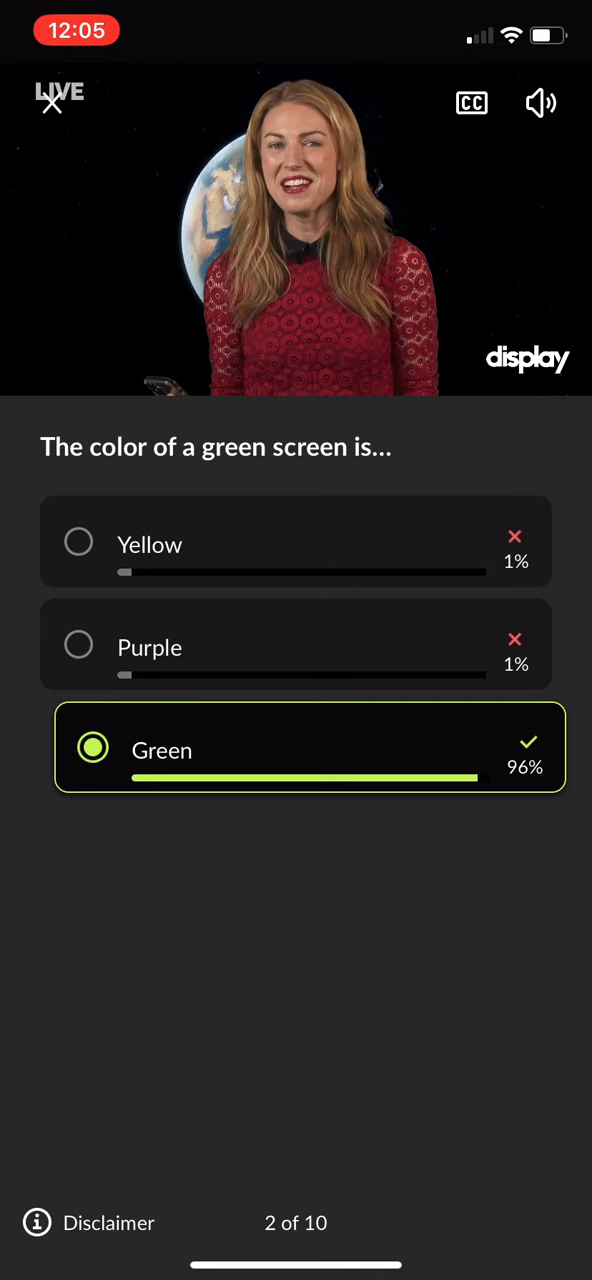 12:05
LIVE
CC
display
The color of a green screen is...
Yellow
1%
Purple
1%
Green
96%
Disclaimer
2 of 10